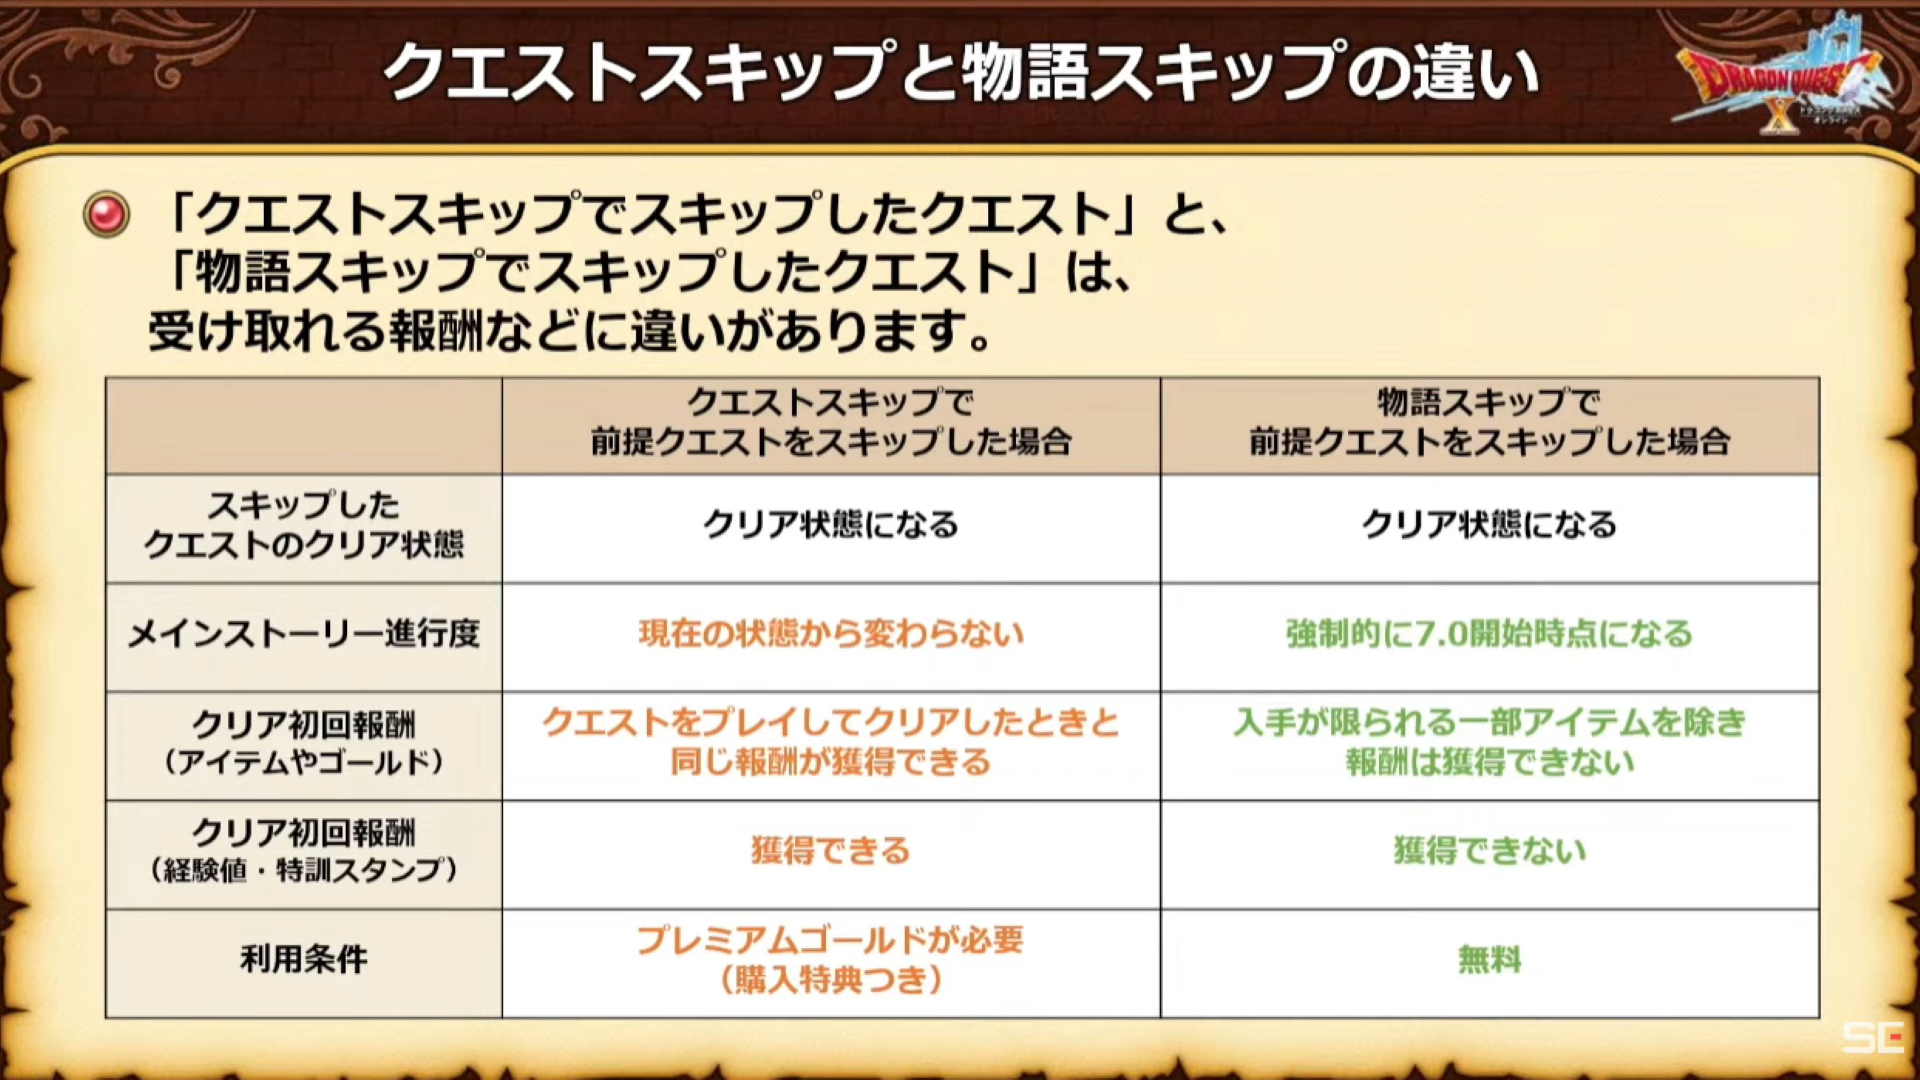 クエストスキップと物語スキップの違い
DRAGON QUEST X
ドラゴンクエストX
オンライン
「クエストスキップでスキップしたクエスト」と、
「物語スキップでスキップしたクエスト」は、
受け取れる報酬などに違いがあります。
クエストスキップで
前提クエストをスキップした場合
物語スキップで
前提クエストをスキップした場合
スキップした
クエストのクリア状態
クリア状態になる
クリア状態になる
メインストーリー進行度
現在の状態から変わらない
強制的に7.0開始時点になる
クリア初回報酬
（アイテムやゴールド）
クエストをプレイしてクリアしたときと
同じ報酬が獲得できる
入手が限られる一部アイテムを除き
報酬は獲得できない
クリア初回報酬
（経験値・特訓スタンプ）
獲得できる
獲得できない
利用条件
プレミアムゴールドが必要
（購入特典つき）
無料
SE